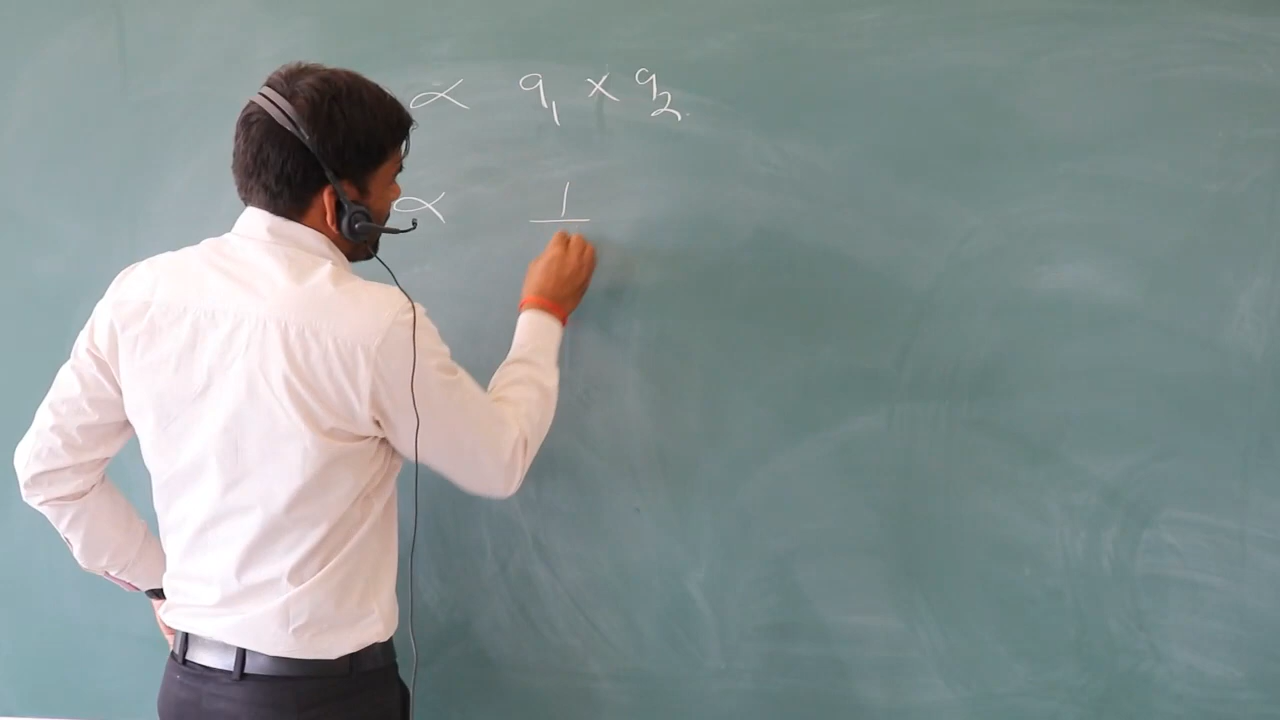 ∝ q₁ × q₂
∝ 1